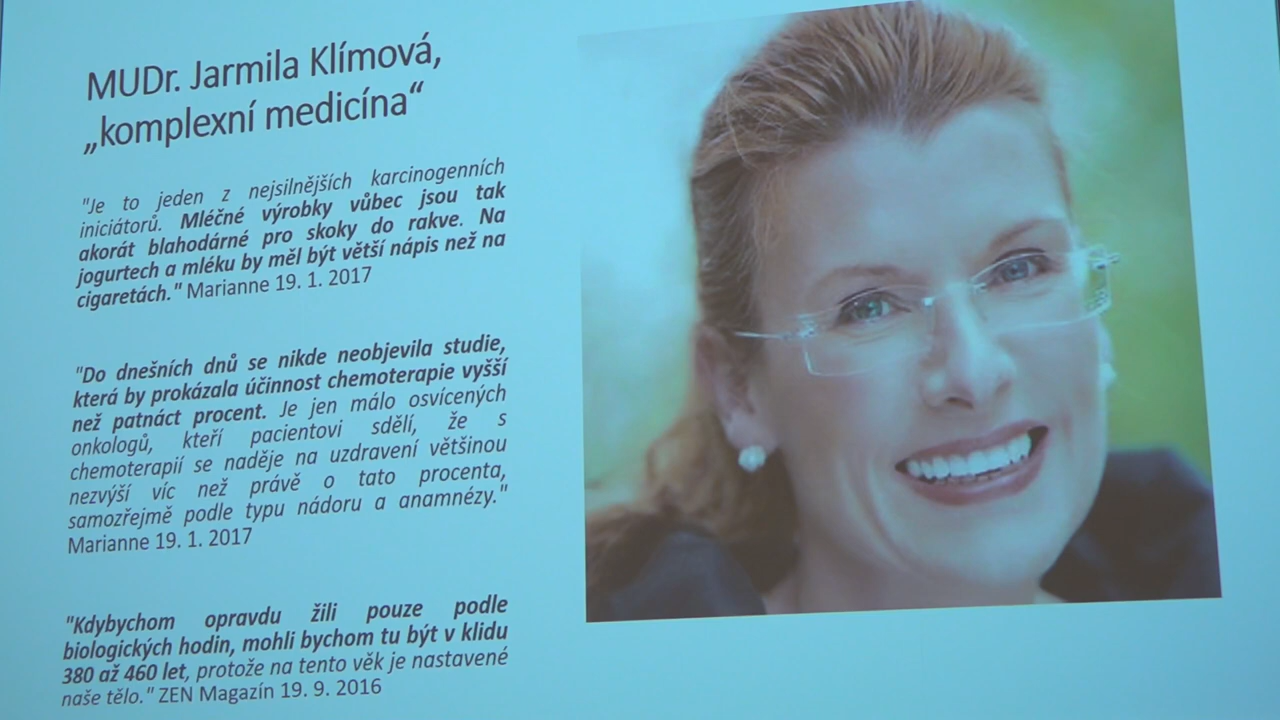 MUDr. Jarmila Klímová,
„komplexní medicína“
"Je to jeden z nejsilnějších karcinogenních
iniciátorů. Mléčné výrobky vůbec jsou tak
akorát blahodárné pro skoky do rakve. Na
jogurtech a mléku by měl být větší nápis než na
cigaretách." Marianne 19. 1. 2017
"Do dnešních dnů se nikde neobjevila studie,
která by prokázala účinnost chemoterapie vyšší
než patnáct procent. Je jen málo osvícených
onkologů, kteří pacientovi sdělí, že s
chemoterapií se naděje na uzdravení většinou
nezvýší víc než právě o tato procenta,
samozřejmě podle typu nádoru a anamnézy."
Marianne 19. 1. 2017
"Kdybychom opravdu žili pouze podle
biologických hodin, mohli bychom tu být v klidu
380 až 460 let, protože na tento věk je nastavené
naše tělo." ZEN Magazín 19. 9. 2016